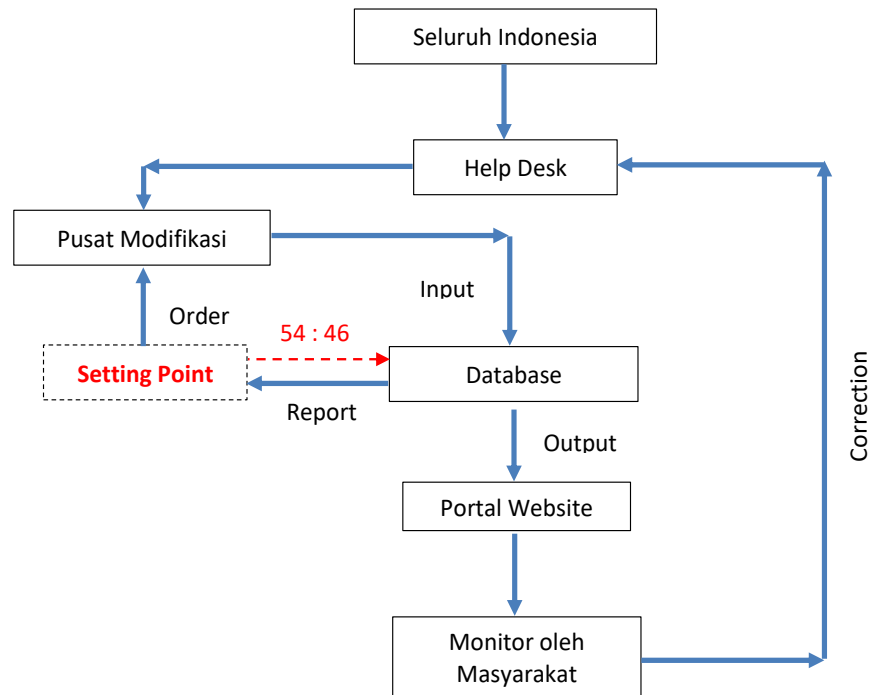 Seluruh Indonesia
Help Desk
Pusat Modifikasi
Input
Order
54 : 46
Setting Point
Database
Report
Output
Correction
Portal Website
Monitor oleh
Masyarakat